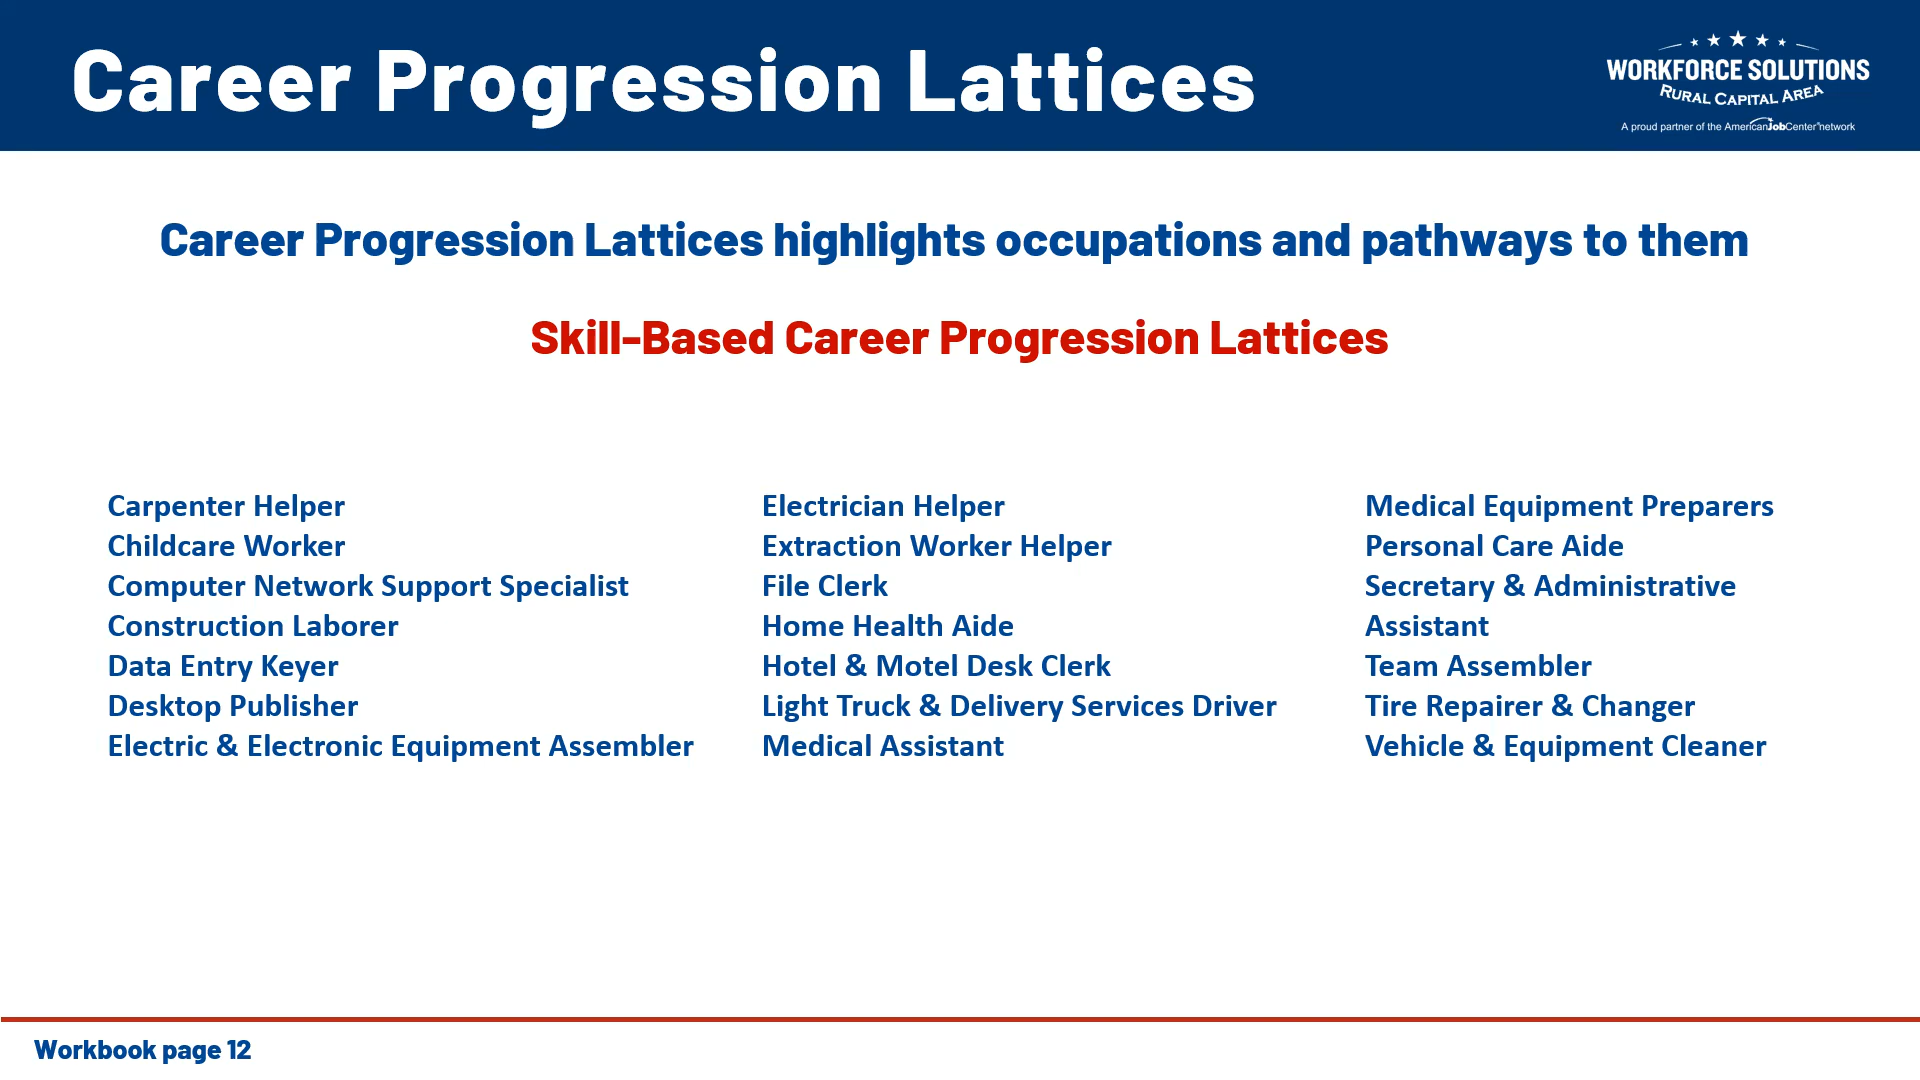 Career Progression Lattices
WORKFORCE SOLUTIONS
RURAL CAPITAL AREA
A proud partner of the AmericanJobCenter®network
Career Progression Lattices highlights occupations and pathways to them
Skill-Based Career Progression Lattices
Carpenter Helper
Childcare Worker
Computer Network Support Specialist
Construction Laborer
Data Entry Keyer
Desktop Publisher
Electric & Electronic Equipment Assembler
Electrician Helper
Extraction Worker Helper
File Clerk
Home Health Aide
Hotel & Motel Desk Clerk
Light Truck & Delivery Services Driver
Medical Assistant
Medical Equipment Preparers
Personal Care Aide
Secretary & Administrative
Assistant
Team Assembler
Tire Repairer & Changer
Vehicle & Equipment Cleaner
Workbook page 12